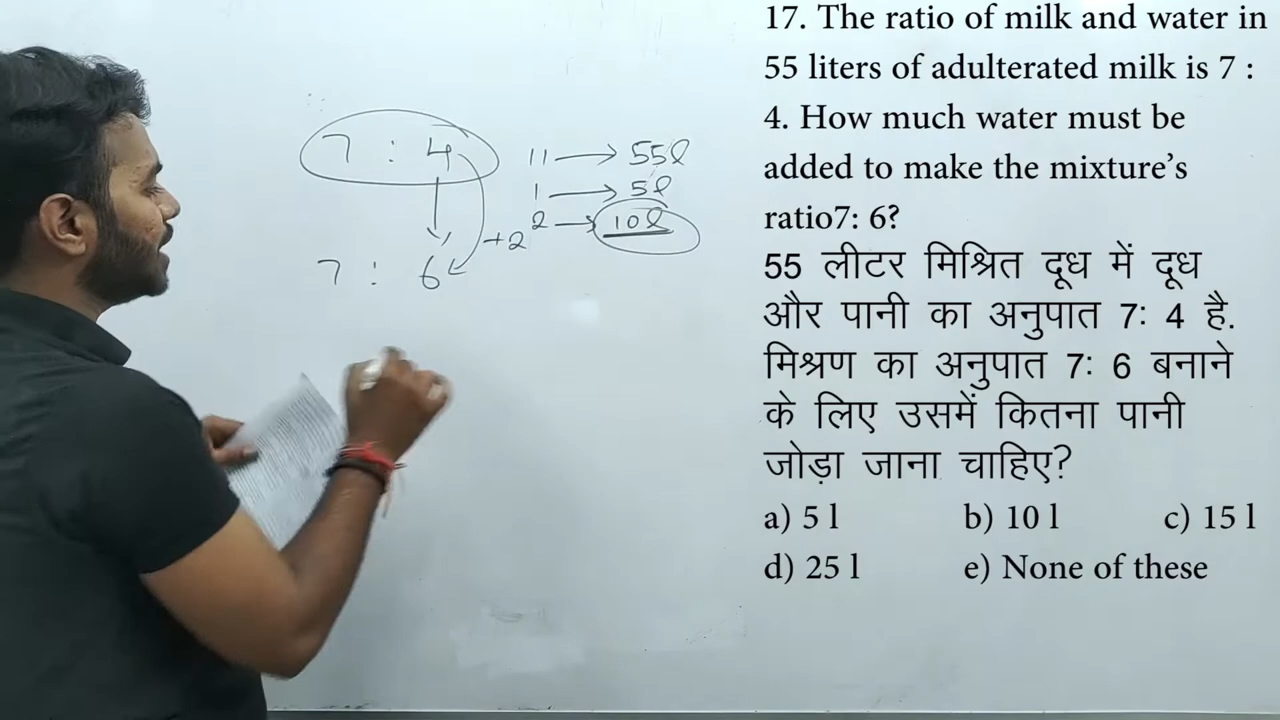 7 : 4
11 → 55l
1 → 5l
2 → 10l
+2
7 : 6
17. The ratio of milk and water in
55 liters of adulterated milk is 7 :
4. How much water must be
added to make the mixture’s
ratio7: 6?
55 लीटर मिश्रित दूध में दूध
और पानी का अनुपात 7: 4 है.
मिश्रण का अनुपात 7: 6 बनाने
के लिए उसमें कितना पानी
जोड़ा जाना चाहिए?
a) 5 l b) 10 l c) 15 l
d) 25 l e) None of these